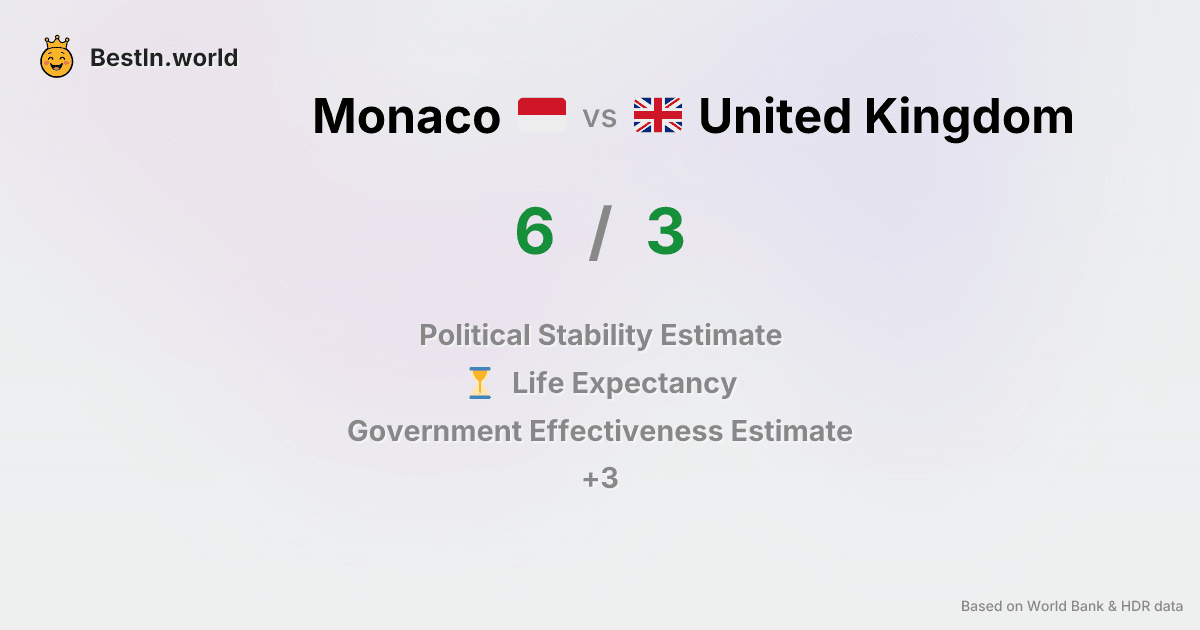 BestIn.world
Monaco vs United Kingdom
6 / 3
Political Stability Estimate
Life Expectancy
Government Effectiveness Estimate
+3
Based on World Bank & HDR data